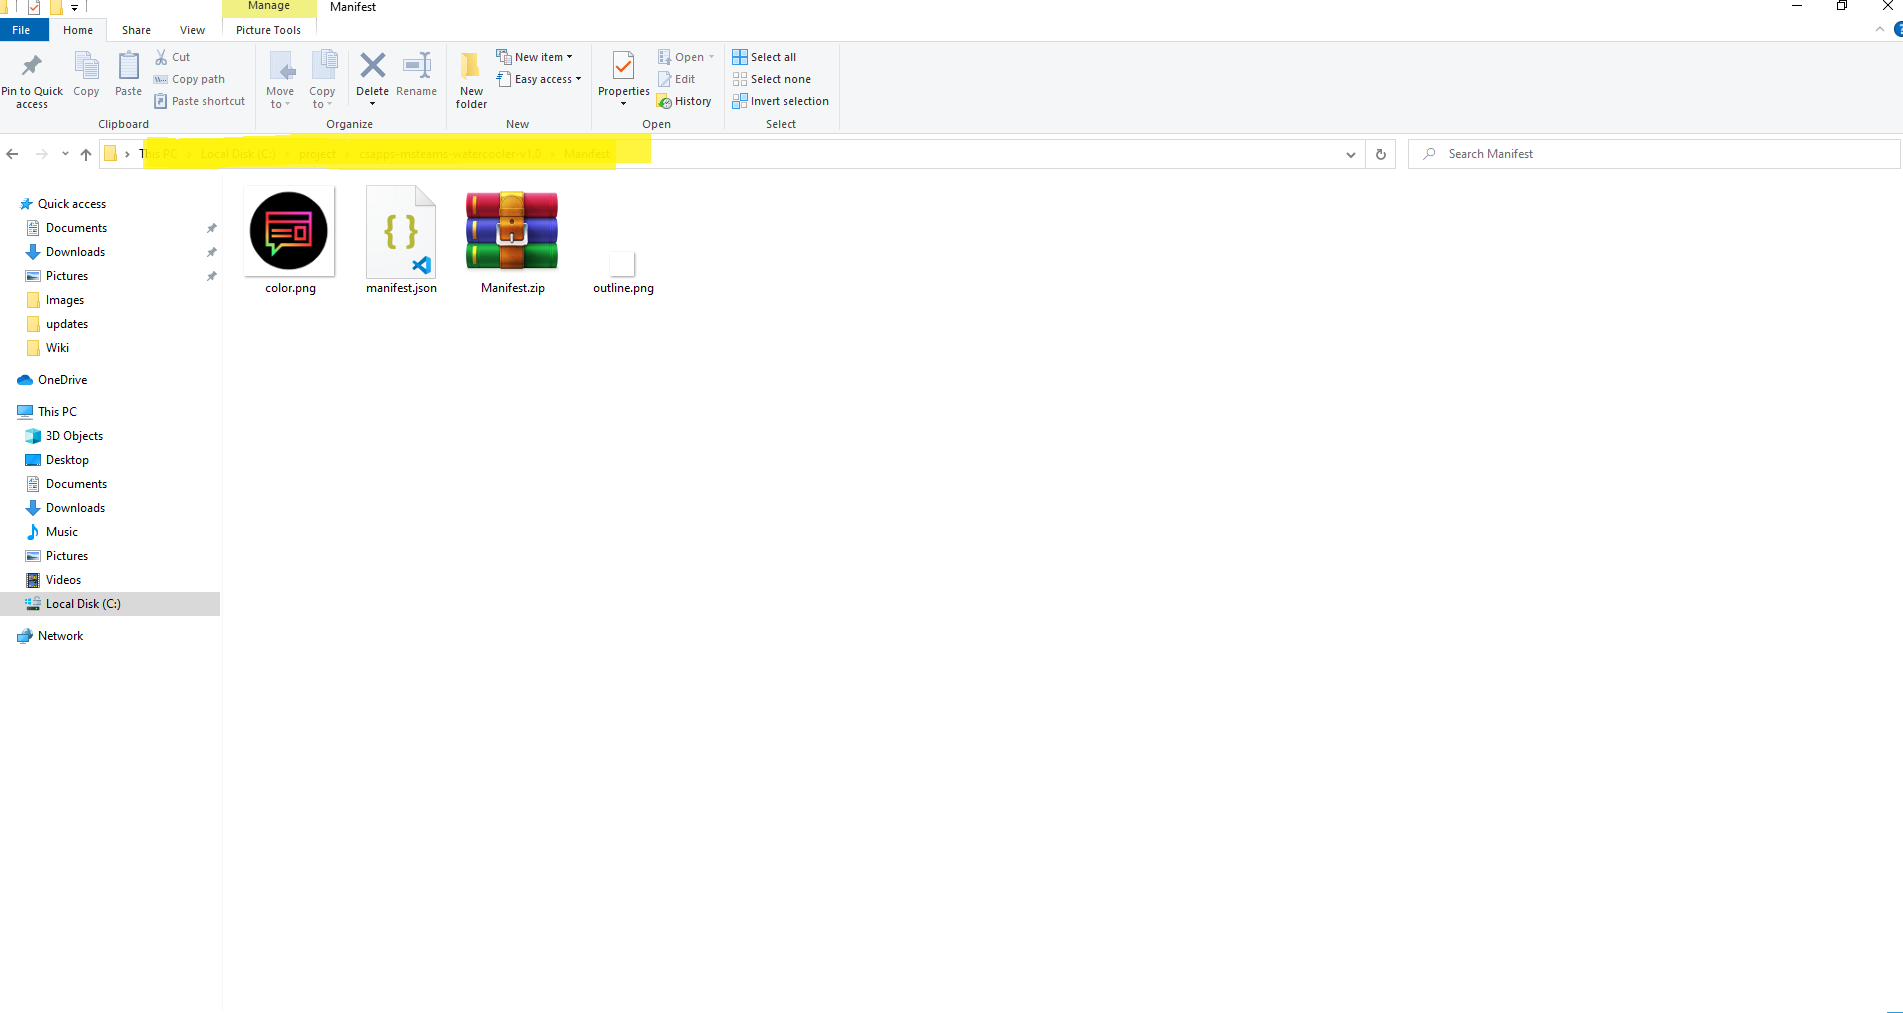 Manage
Manifest
File
Home
Share
View
Picture Tools
Pin to Quick access
Copy
Paste
Cut
Copy path
Paste shortcut
Clipboard
Move to
Copy to
Delete
Rename
Organize
New folder
New item
Easy access
New
Properties
Open
Edit
History
Open
Select all
Select none
Invert selection
Select
This PC > Local Disk (C:) > project > csapps-msteams-watercooler-v1.0 > Manifest
Search Manifest
Quick access
Documents
Downloads
Pictures
Images
updates
Wiki
OneDrive
This PC
3D Objects
Desktop
Documents
Downloads
Music
Pictures
Videos
Local Disk (C:)
Network
color.png
manifest.json
Manifest.zip
outline.png